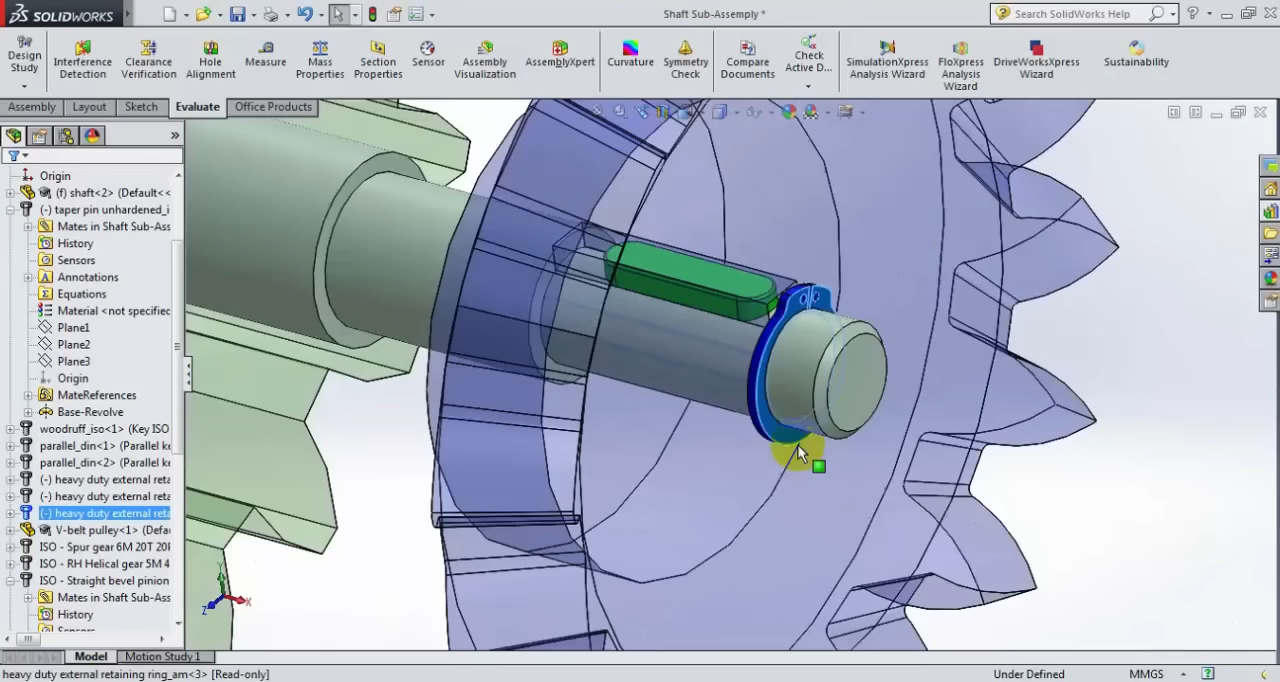 SOLIDWORKS
Shaft Sub-Assembly *
Search SolidWorks Help
Design
Study
Interference
Detection
Clearance
Verification
Hole
Alignment
Measure
Mass
Properties
Section
Properties
Sensor
Assembly
Visualization
AssemblyXpert
Curvature
Symmetry
Check
Compare
Documents
Check
Active D...
SimulationXpress
Analysis Wizard
FloXpress
Analysis
Wizard
DriveWorksXpress
Wizard
Sustainability
Assembly
Layout
Sketch
Evaluate
Office Products
Origin
(f) shaft<2> (Default<<
(-) taper pin unhardened_i
Mates in Shaft Sub-Ass
History
Sensors
Annotations
Equations
Material <not specified
Plane1
Plane2
Plane3
Origin
MateReferences
Base-Revolve
woodruff_iso<1> (Key ISO
parallel_din<1> (Parallel ke
parallel_din<2> (Parallel ke
(-) heavy duty external reta
(-) heavy duty external reta
(-) heavy duty external reta
V-belt pulley<1> (Defau
ISO - Spur gear 6M 20T 20P
ISO - RH Helical gear 5M 4
ISO - Straight bevel pinion
Mates in Shaft Sub-Ass
History
Y
Z
X
Model
Motion Study 1
heavy duty external retaining ring_am<3> [Read-only]
Under Defined
MMGS